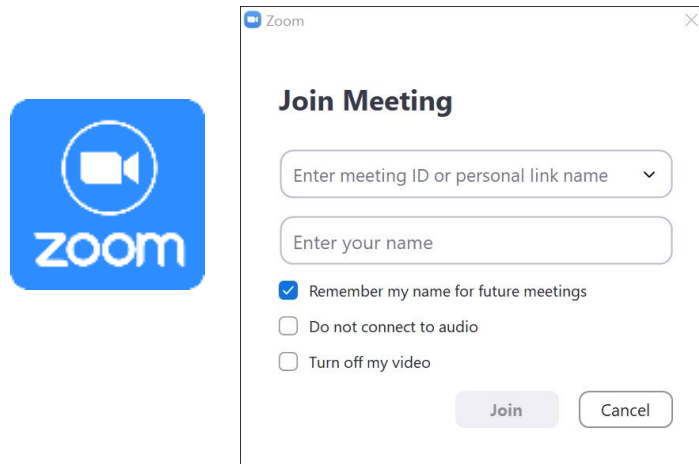 Zoom
Join Meeting
Enter meeting ID or personal link name
zoom
Enter your name
Remember my name for future meetings
Do not connect to audio
Turn off my video
Join
Cancel